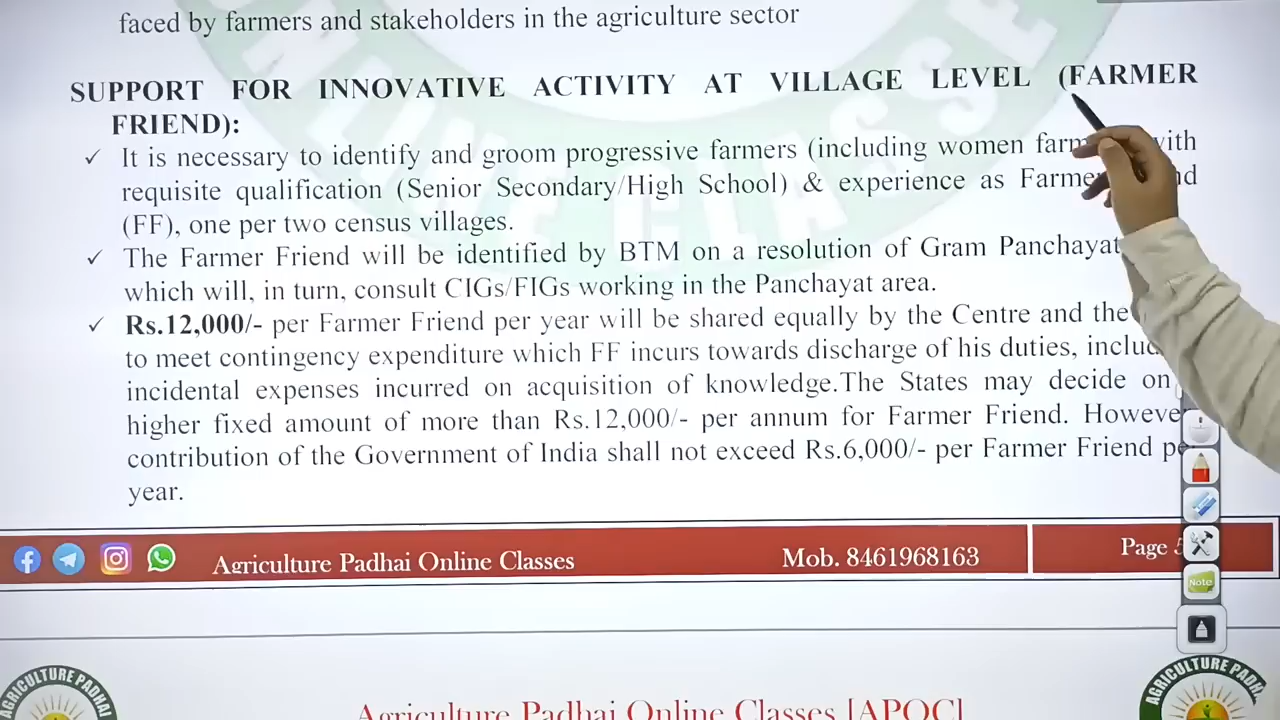 faced by farmers and stakeholders in the agriculture sector
SUPPORT FOR INNOVATIVE ACTIVITY AT VILLAGE LEVEL (FARMER
FRIEND):
✓ It is necessary to identify and groom progressive farmers (including women with
requisite qualification (Senior Secondary/High School) & experience as
(FF), one per two census villages.
✓ The Farmer Friend will be identified by BTM on a resolution of Gram Panchayat
which will, in turn, consult CIGs/FIGs working in the Panchayat area.
✓ Rs.12,000/- per Farmer Friend per year will be shared equally by the Centre and the
to meet contingency expenditure which FF incurs towards discharge of his duties,
incidental expenses incurred on acquisition of knowledge.The States may decide on
higher fixed amount of more than Rs.12,000/- per annum for Farmer Friend.
contribution of the Government of India shall not exceed Rs.6,000/- per Farmer Friend
year.
Agriculture Padhai Online Classes Mob. 8461968163 Page
Note
AGRICULTURE PADHAI
Agriculture Padhai Online Classes [APOC]
AGRICULTURE